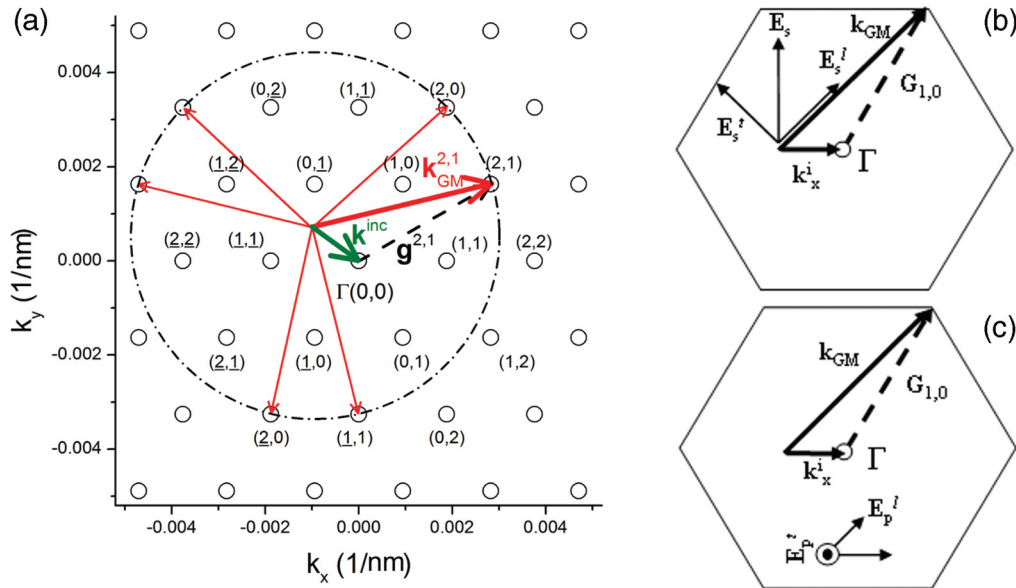 (a)
k_y (1/nm)
0.004
0.002
0.000
-0.002
-0.004
-0.004 -0.002 0.000 0.002 0.004
k_x (1/nm)
(0,2̲) (1,1̲) (2,0)
(1̲,2) (0,1̲) (1,0) (2,1)
k_GM^2,1
k^inc
g^2,1
(2̲,2̲) (1̲,1̲) (1,1) (2,2)
Γ(0,0)
(2̲,1̲) (1̲,0) (0,1) (1,2)
(2̲,0) (1̲,1) (0,2)
(b)
E_s
k_GM
E_s^l
E_s^t
G_1,0
k_x^i
Γ
(c)
k_GM
G_1,0
k_x^i
Γ
E_p^l
E_p^t